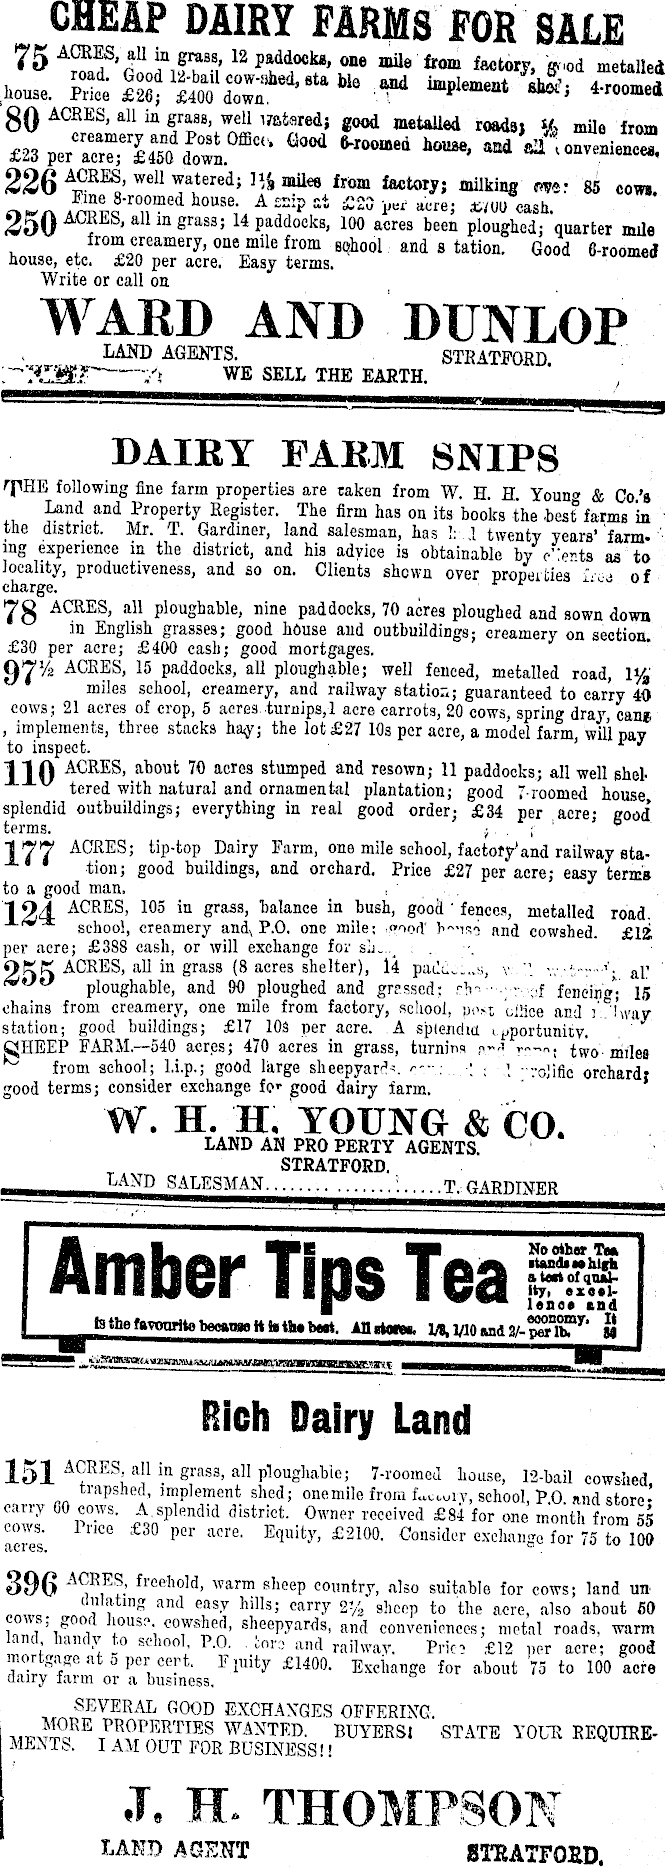 CHEAP DAIRY FARMS FOR SALE
75 ACRES, all in grass, 12 paddocks, one mile from factory, good metalled
road. Good 12-bail cow-shed, sta ble and implement shed; 4-roomed
house. Price £26; £400 down.
80 ACRES, all in grass, well watered; good metalled roads; ½ mile from
creamery and Post Office. Good 6-roomed house, and all conveniences.
£23 per acre; £450 down.
226 ACRES, well watered; 1½ miles from factory; milking over 85 cows.
Fine 8-roomed house. A snip at £20 per acre; £700 cash.
250 ACRES, all in grass; 14 paddocks, 100 acres been ploughed; quarter mile
from creamery, one mile from school and s tation. Good 6-roomed
house, etc. £20 per acre. Easy terms.
Write or call on
WARD AND DUNLOP
LAND AGENTS. STRATFORD.
WE SELL THE EARTH.
DAIRY FARM SNIPS
THE following fine farm properties are taken from W. H. H. Young & Co.'s
Land and Property Register. The firm has on its books the best farms in
the district. Mr. T. Gardiner, land salesman, has twenty years' farm-
ing experience in the district, and his advice is obtainable by clients as to
locality, productiveness, and so on. Clients shown over properties free of
charge.
78 ACRES, all ploughable, nine paddocks, 70 acres ploughed and sown down
in English grasses; good house and outbuildings; creamery on section.
£30 per acre; £400 cash; good mortgages.
97½ ACRES, 15 paddocks, all ploughable; well fenced, metalled road, 1½
miles school, creamery, and railway station; guaranteed to carry 40
cows; 21 acres of crop, 5 acres turnips, 1 acre carrots, 20 cows, spring dray, cans
, implements, three stacks hay; the lot £27 10s per acre, a model farm, will pay
to inspect.
110 ACRES, about 70 acres stumped and resown; 11 paddocks; all well shel-
tered with natural and ornamental plantation; good 7-roomed house,
splendid outbuildings; everything in real good order; £34 per acre; good
terms.
177 ACRES; tip-top Dairy Farm, one mile school, factory and railway sta-
tion; good buildings, and orchard. Price £27 per acre; easy terms
to a good man.
124 ACRES, 105 in grass, balance in bush, good fences, metalled road,
school, creamery and P.O. one mile; good house and cowshed. £12
per acre; £388 cash, or will exchange for
255 ACRES, all in grass (8 acres shelter), 14 paddocks, well watered; all
ploughable, and 90 ploughed and grassed; of fencing; 15
chains from creamery, one mile from factory, school, post office and railway
station; good buildings; £17 10s per acre. A splendid opportunity.
SHEEP FARM.—540 acres; 470 acres in grass, turnips and rape; two miles
from school; l.i.p.; good large sheepyards, prolific orchard;
good terms; consider exchange for good dairy farm.
W. H. H. YOUNG & CO.
LAND AN PRO PERTY AGENTS.
STRATFORD.
LAND SALESMAN.....................T. GARDINER
Amber Tips Tea
No other Tea
stands so high
a test of qual-
ity, excel-
lence and
economy. It
is the favourite because it is the best. All stores. 1/8, 1/10 and 2/- per lb.
Rich Dairy Land
151 ACRES, all in grass, all ploughable; 7-roomed house, 12-bail cowshed,
trapshed, implement shed; one mile from factory, school, P.O. and store;
carry 60 cows. A splendid district. Owner received £84 for one month from 55
cows. Price £30 per acre. Equity, £2100. Consider exchange for 75 to 100
acres.
396 ACRES, freehold, warm sheep country, also suitable for cows; land un
dulating and easy hills; carry 2½ sheep to the acre, also about 50
cows; good house, cowshed, sheepyards, and conveniences; metal roads, warm
land, handy to school, P.O. store and railway. Price £12 per acre; good
mortgage at 5 per cert. Equity £1400. Exchange for about 75 to 100 acre
dairy farm or a business.
SEVERAL GOOD EXCHANGES OFFERING.
MORE PROPERTIES WANTED. BUYERS! STATE YOUR REQUIRE-
MENTS. I AM OUT FOR BUSINESS!!
J. H. THOMPSON
LAND AGENT STRATFORD.